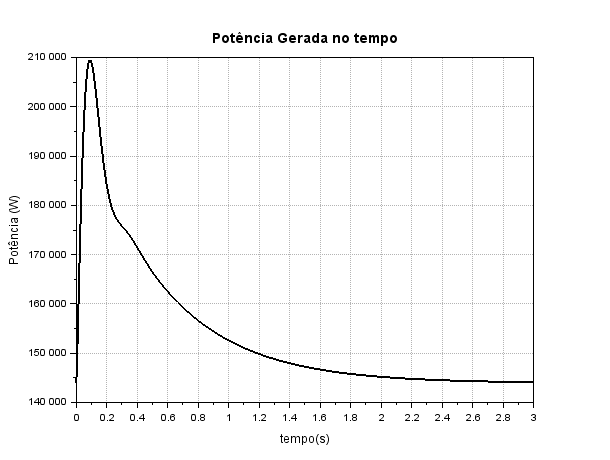 Potência Gerada no tempo
210 000
200 000
190 000
180 000
170 000
160 000
150 000
140 000
Potência (W)
0 0.2 0.4 0.6 0.8 1 1.2 1.4 1.6 1.8 2 2.2 2.4 2.6 2.8 3
tempo(s)